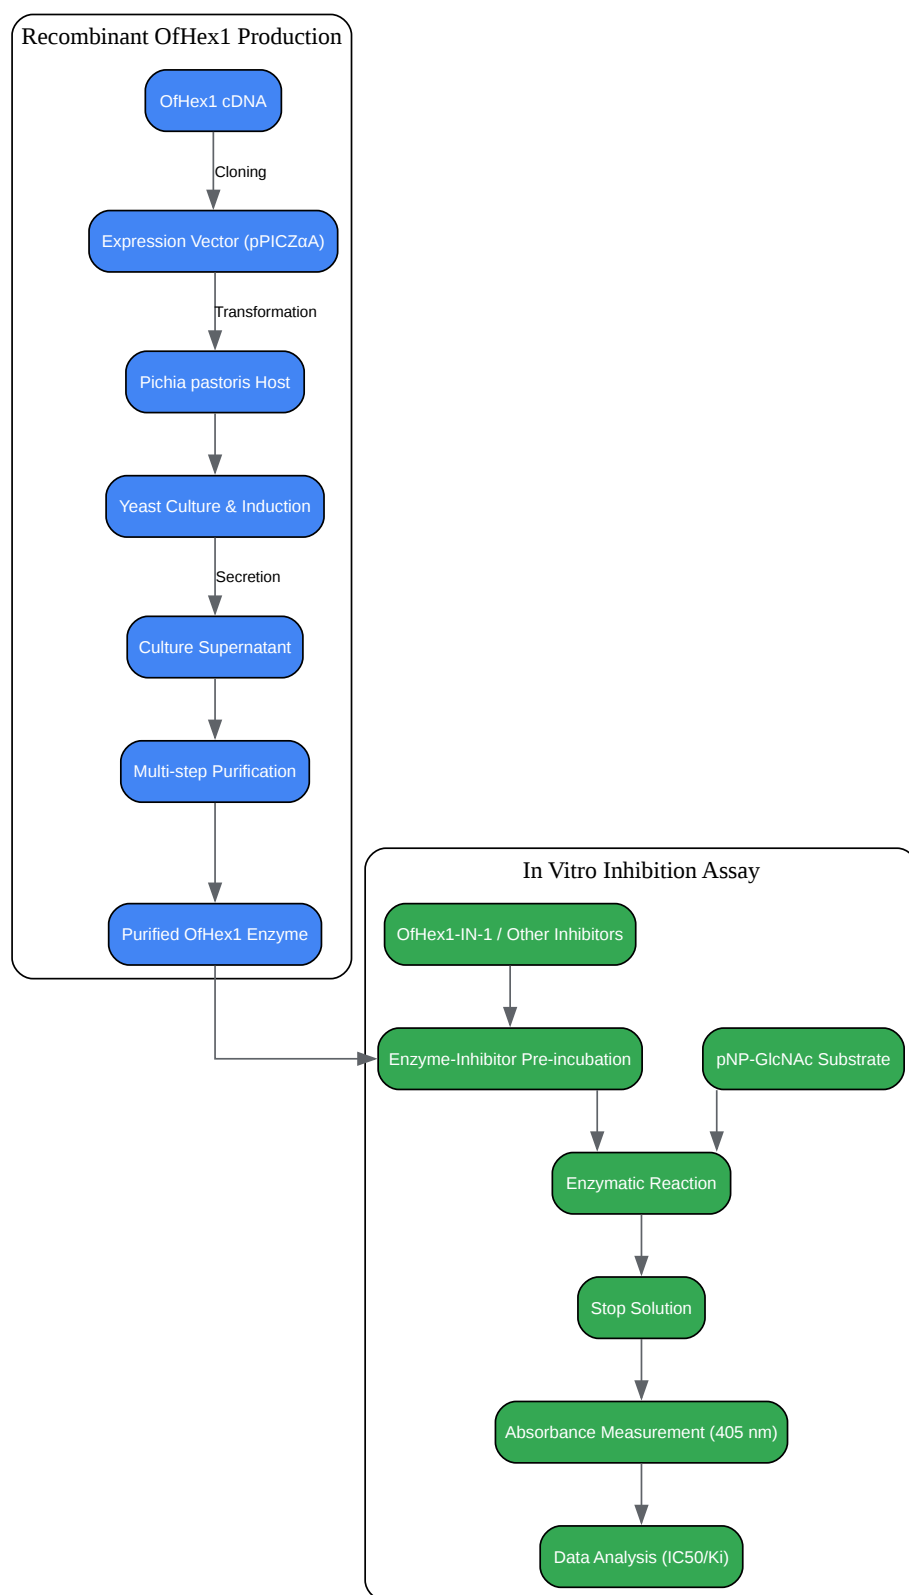 Recombinant OfHex1 Production
OfHex1 cDNA
Cloning
Expression Vector (pPICZαA)
Transformation
Pichia pastoris Host
Yeast Culture & Induction
Secretion
Culture Supernatant
Multi-step Purification
Purified OfHex1 Enzyme
In Vitro Inhibition Assay
OfHex1-IN-1 / Other Inhibitors
Enzyme-Inhibitor Pre-incubation
pNP-GlcNAc Substrate
Enzymatic Reaction
Stop Solution
Absorbance Measurement (405 nm)
Data Analysis (IC50/Ki)